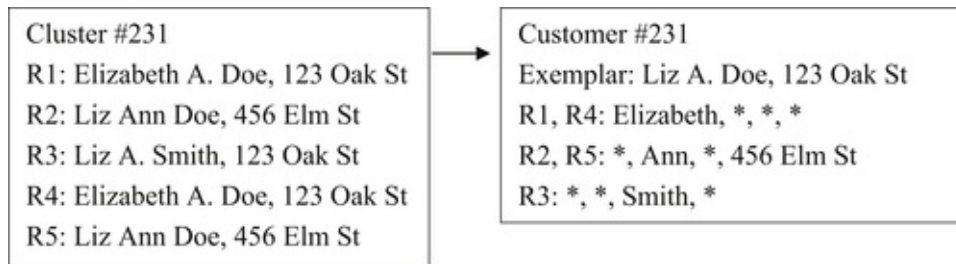 Cluster #231
R1: Elizabeth A. Doe, 123 Oak St
R2: Liz Ann Doe, 456 Elm St
R3: Liz A. Smith, 123 Oak St
R4: Elizabeth A. Doe, 123 Oak St
R5: Liz Ann Doe, 456 Elm St
Customer #231
Exemplar: Liz A. Doe, 123 Oak St
R1, R4: Elizabeth, *, *, *
R2, R5: *, Ann, *, 456 Elm St
R3: *, *, Smith, *